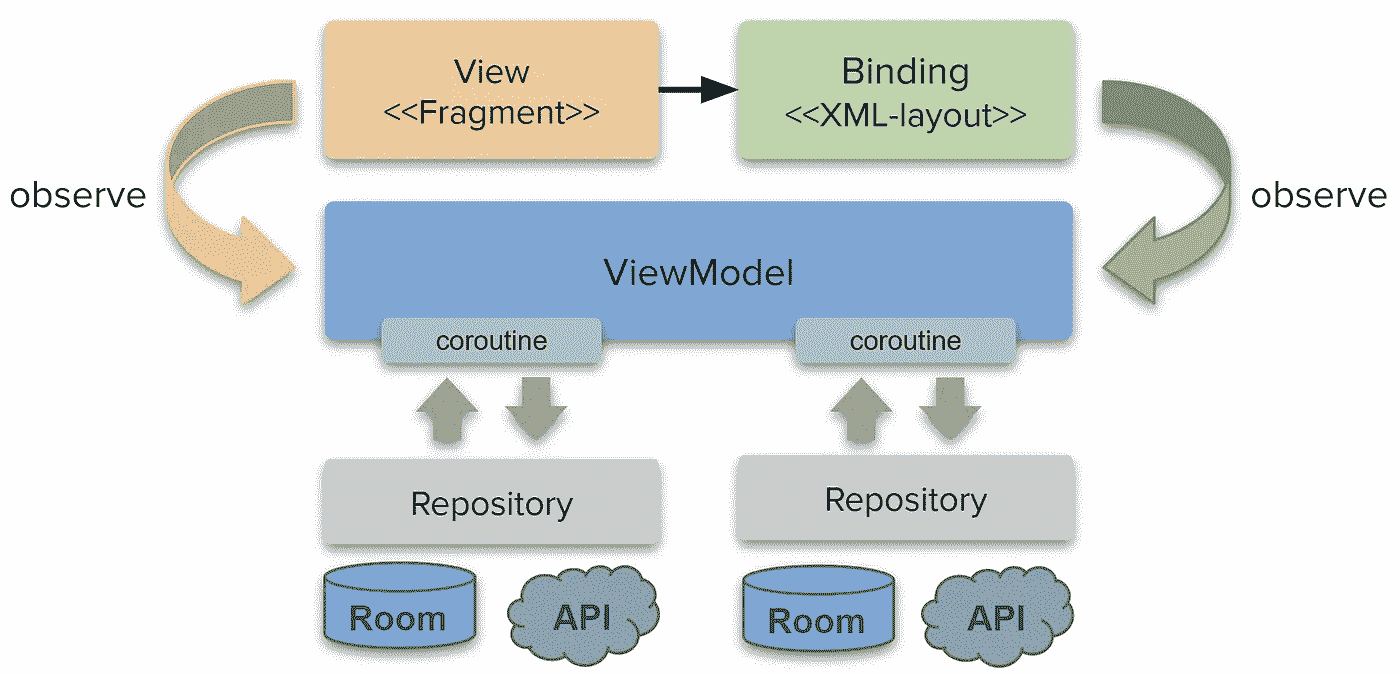 View
<<Fragment>>
Binding
<<XML-layout>>
observe
observe
ViewModel
coroutine
coroutine
Repository
Repository
Room
API
Room
API